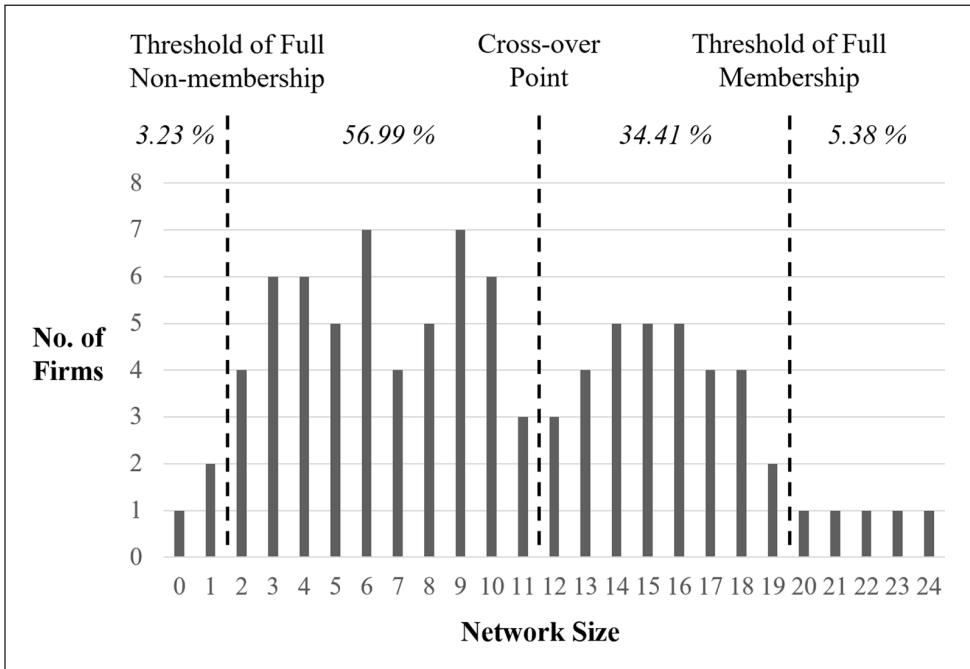 Threshold of Full
Non-membership
Cross-over
Point
Threshold of Full
Membership
3.23 %
56.99 %
34.41 %
5.38 %
8
7
6
5
4
3
2
1
0
No. of
Firms
0 1 2 3 4 5 6 7 8 9 10 11 12 13 14 15 16 17 18 19 20 21 22 23 24
Network Size